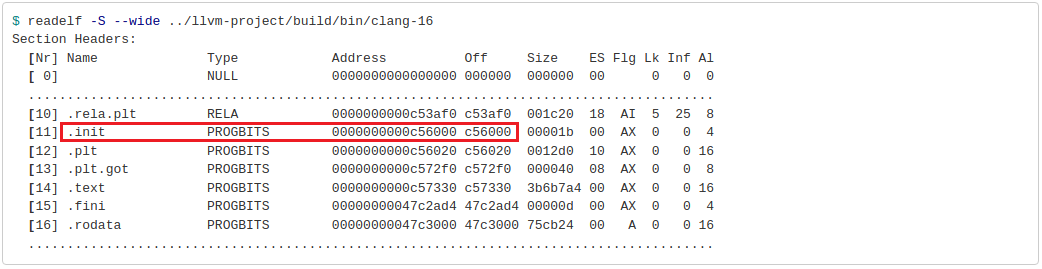 $ readelf -S --wide ../llvm-project/build/bin/clang-16
Section Headers:
  [Nr] Name              Type            Address          Off    Size   ES Flg Lk Inf Al
  [ 0]                   NULL            0000000000000000 000000 000000 00      0   0  0
  ........................................................................................
  [10] .rela.plt         RELA            0000000000c53af0 c53af0 001c20 18  AI  5  25  8
  [11] .init             PROGBITS        0000000000c56000 c56000 00001b 00  AX  0   0  4
  [12] .plt              PROGBITS        0000000000c56020 c56020 0012d0 10  AX  0   0 16
  [13] .plt.got          PROGBITS        0000000000c572f0 c572f0 000040 08  AX  0   0  8
  [14] .text             PROGBITS        0000000000c57330 c57330 3b6b7a4 00  AX  0   0 16
  [15] .fini             PROGBITS        00000000047c2ad4 47c2ad4 00000d 00  AX  0   0  4
  [16] .rodata           PROGBITS        00000000047c3000 47c3000 75cb24 00   A  0   0 16
  ........................................................................................